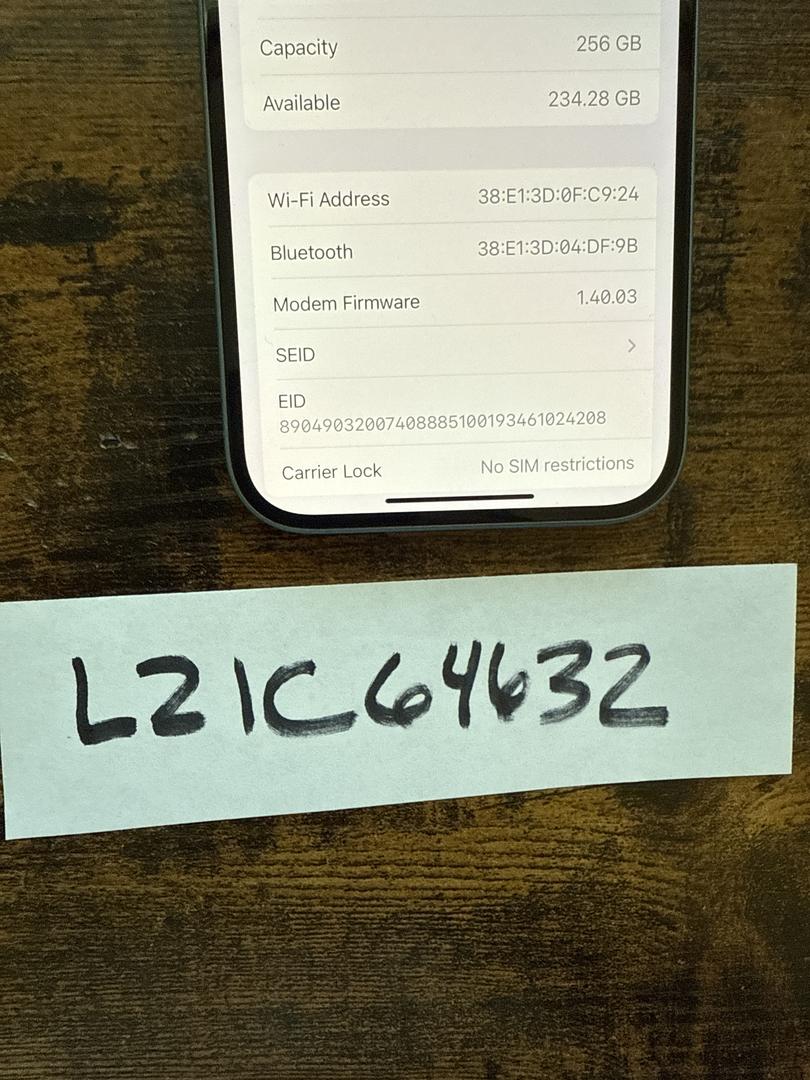 Capacity 256 GB
Available 234.28 GB
Wi-Fi Address 38:E1:3D:0F:C9:24
Bluetooth 38:E1:3D:04:DF:9B
Modem Firmware 1.40.03
SEID
EID
89049032007408885100193461024208
Carrier Lock No SIM restrictions
LZ1C64632